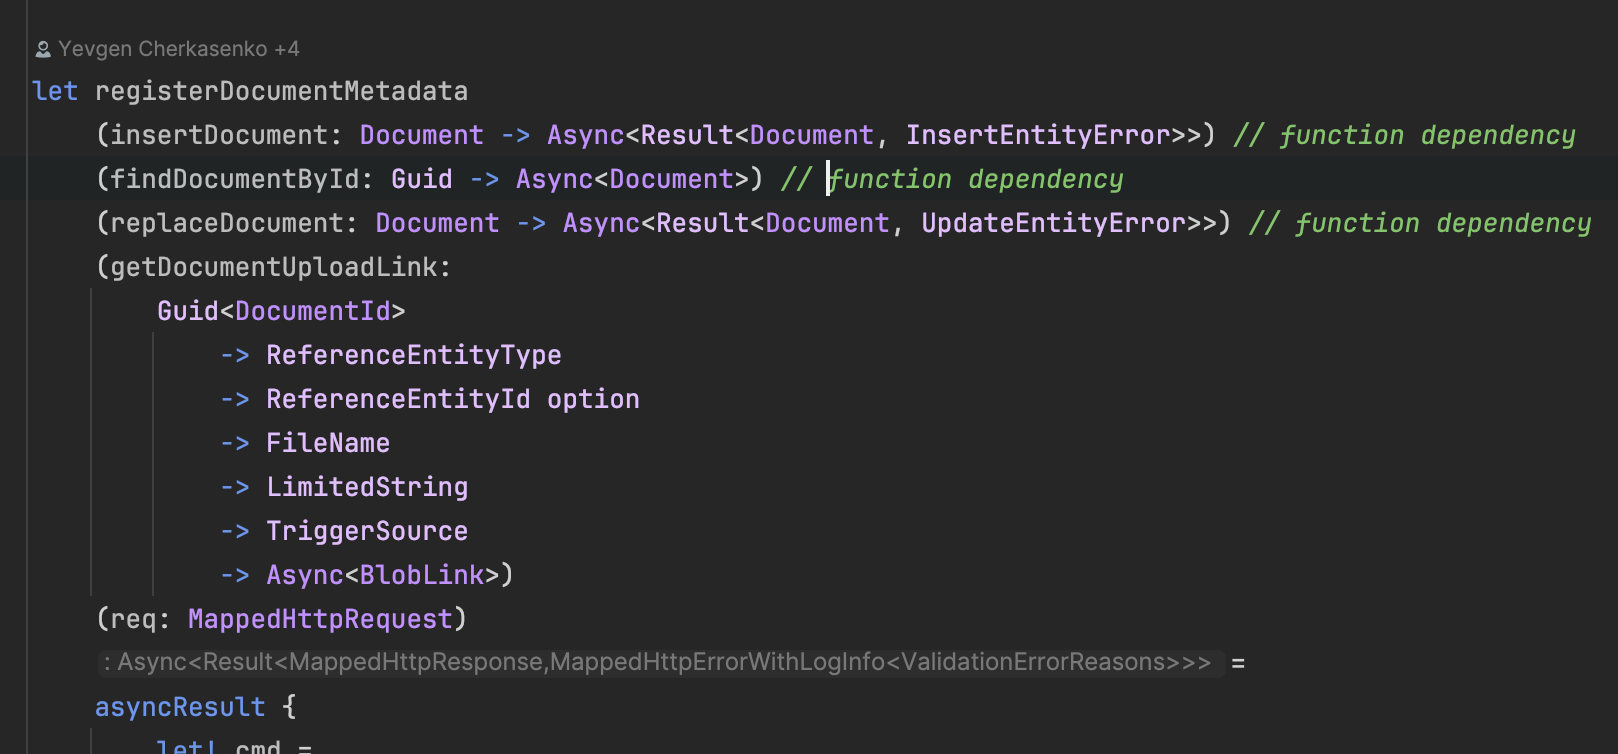 Yevgen Cherkasenko +4
let registerDocumentMetadata
(insertDocument: Document -> Async<Result<Document, InsertEntityError>>) // function dependency
(findDocumentById: Guid -> Async<Document>) // function dependency
(replaceDocument: Document -> Async<Result<Document, UpdateEntityError>>) // function dependency
(getDocumentUploadLink:
Guid<DocumentId>
-> ReferenceEntityType
-> ReferenceEntityId option
-> FileName
-> LimitedString
-> TriggerSource
-> Async<BlobLink>)
(req: MappedHttpRequest)
: Async<Result<MappedHttpResponse,MappedHttpErrorWithLogInfo<ValidationErrorReasons>>> =
asyncResult {
let! cmd =